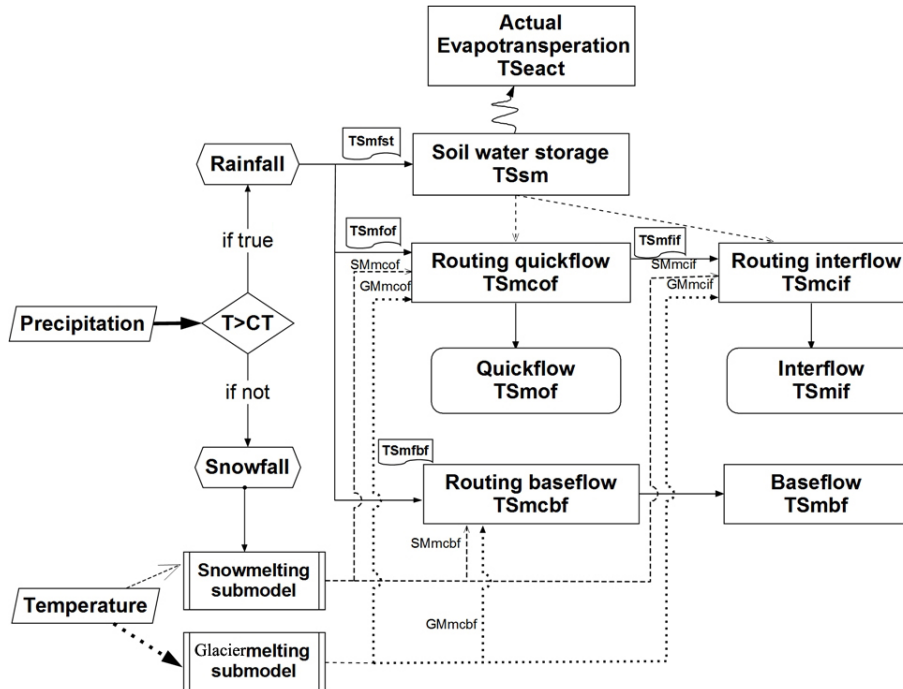 Actual
Evapotransperation
TSeact
TSmfst
Rainfall
Soil water storage
TSsm
if true
TSmfof
TSmfif
SMmcof
GMmcof
Routing quickflow
TSmcof
SMmcif
GMmcif
Routing interflow
TSmcif
Precipitation
T>CT
Quickflow
TSmof
Interflow
TSmif
if not
TSmfbf
Snowfall
Routing baseflow
TSmcbf
Baseflow
TSmbf
SMmcbf
Snowmelting
submodel
Temperature
GMmcbf
Glaciermelting
submodel